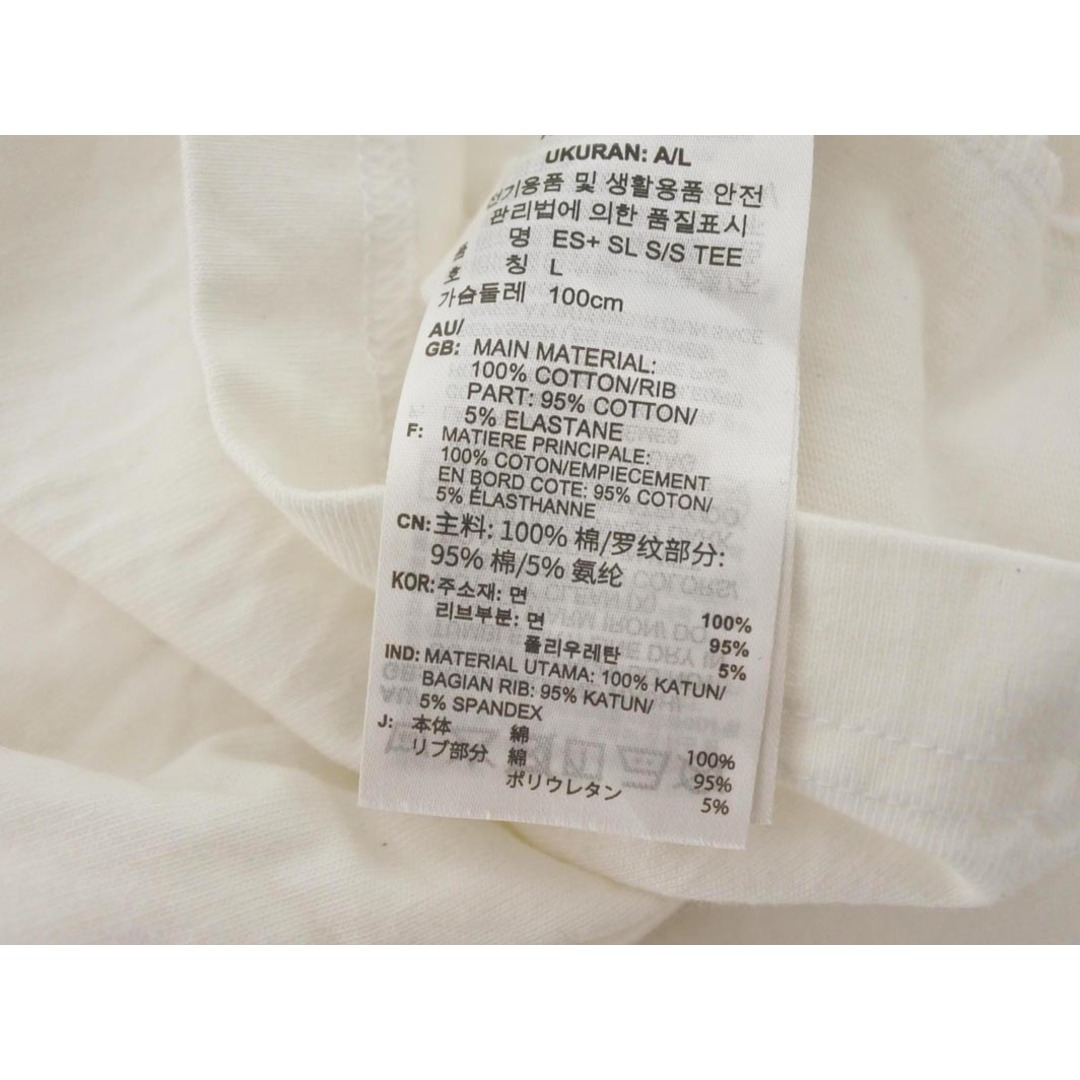 UKURAN: A/L
전기용품 및 생활용품 안전
관리법에 의한 품질표시
품 명 ES+ SL S/S TEE
호 칭 L
가슴둘레 100cm
AU/
GB: MAIN MATERIAL:
100% COTTON/RIB
PART: 95% COTTON/
5% ELASTANE
F: MATIERE PRINCIPALE:
100% COTON/EMPIECEMENT
EN BORD COTE: 95% COTON/
5% ÉLASTHANNE
CN: 主料: 100% 棉/罗纹部分:
95% 棉/5% 氨纶
KOR: 주소재: 면 100%
리브부분: 면 95%
폴리우레탄 5%
IND: MATERIAL UTAMA: 100% KATUN/
BAGIAN RIB: 95% KATUN/
5% SPANDEX
J: 本体 綿 100%
リブ部分 綿 95%
ポリウレタン 5%